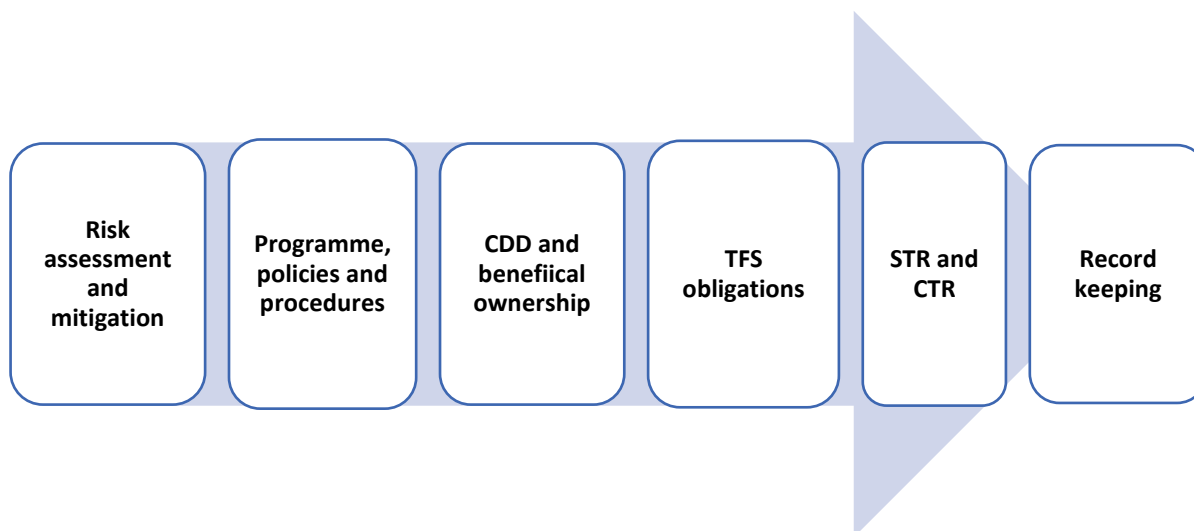 Risk
assessment
and
mitigation
Programme,
policies and
procedures
CDD and
benefiical
ownership
TFS
obligations
STR and
CTR
Record
keeping